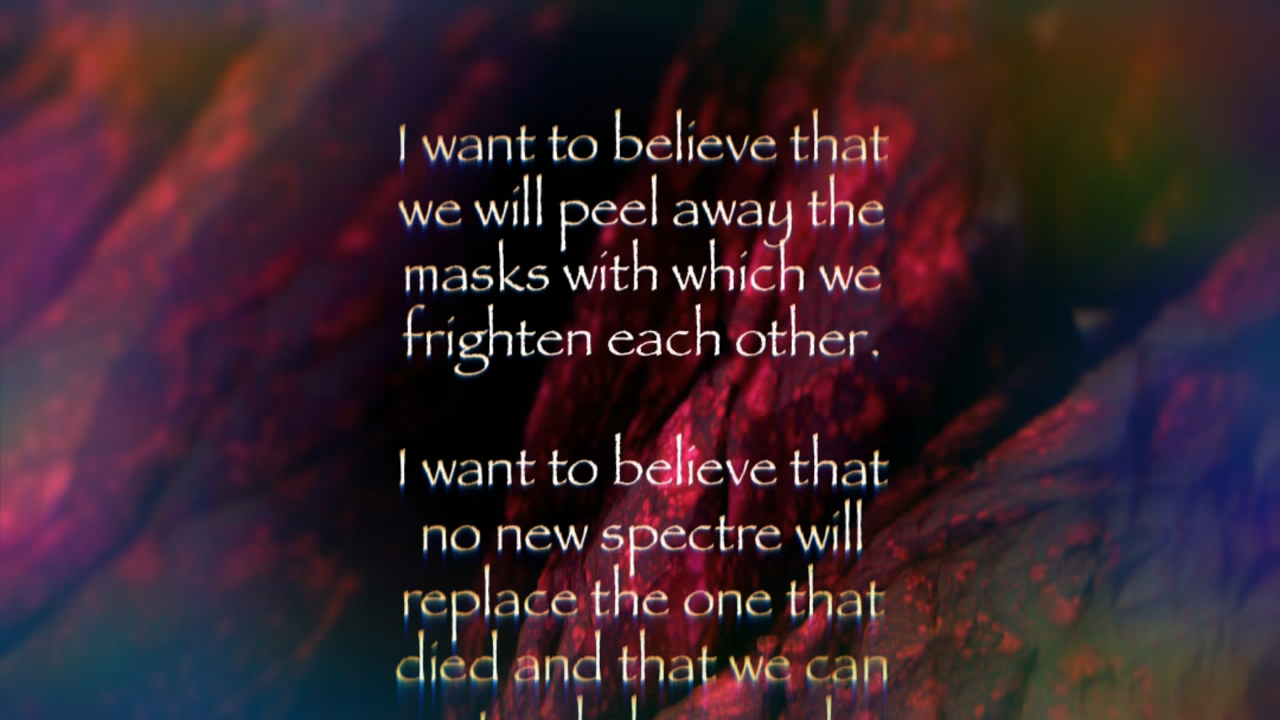 I want to believe that
we will peel away the
masks with which we
frighten each other.
I want to believe that
no new spectre will
replace the one that
died and that we can